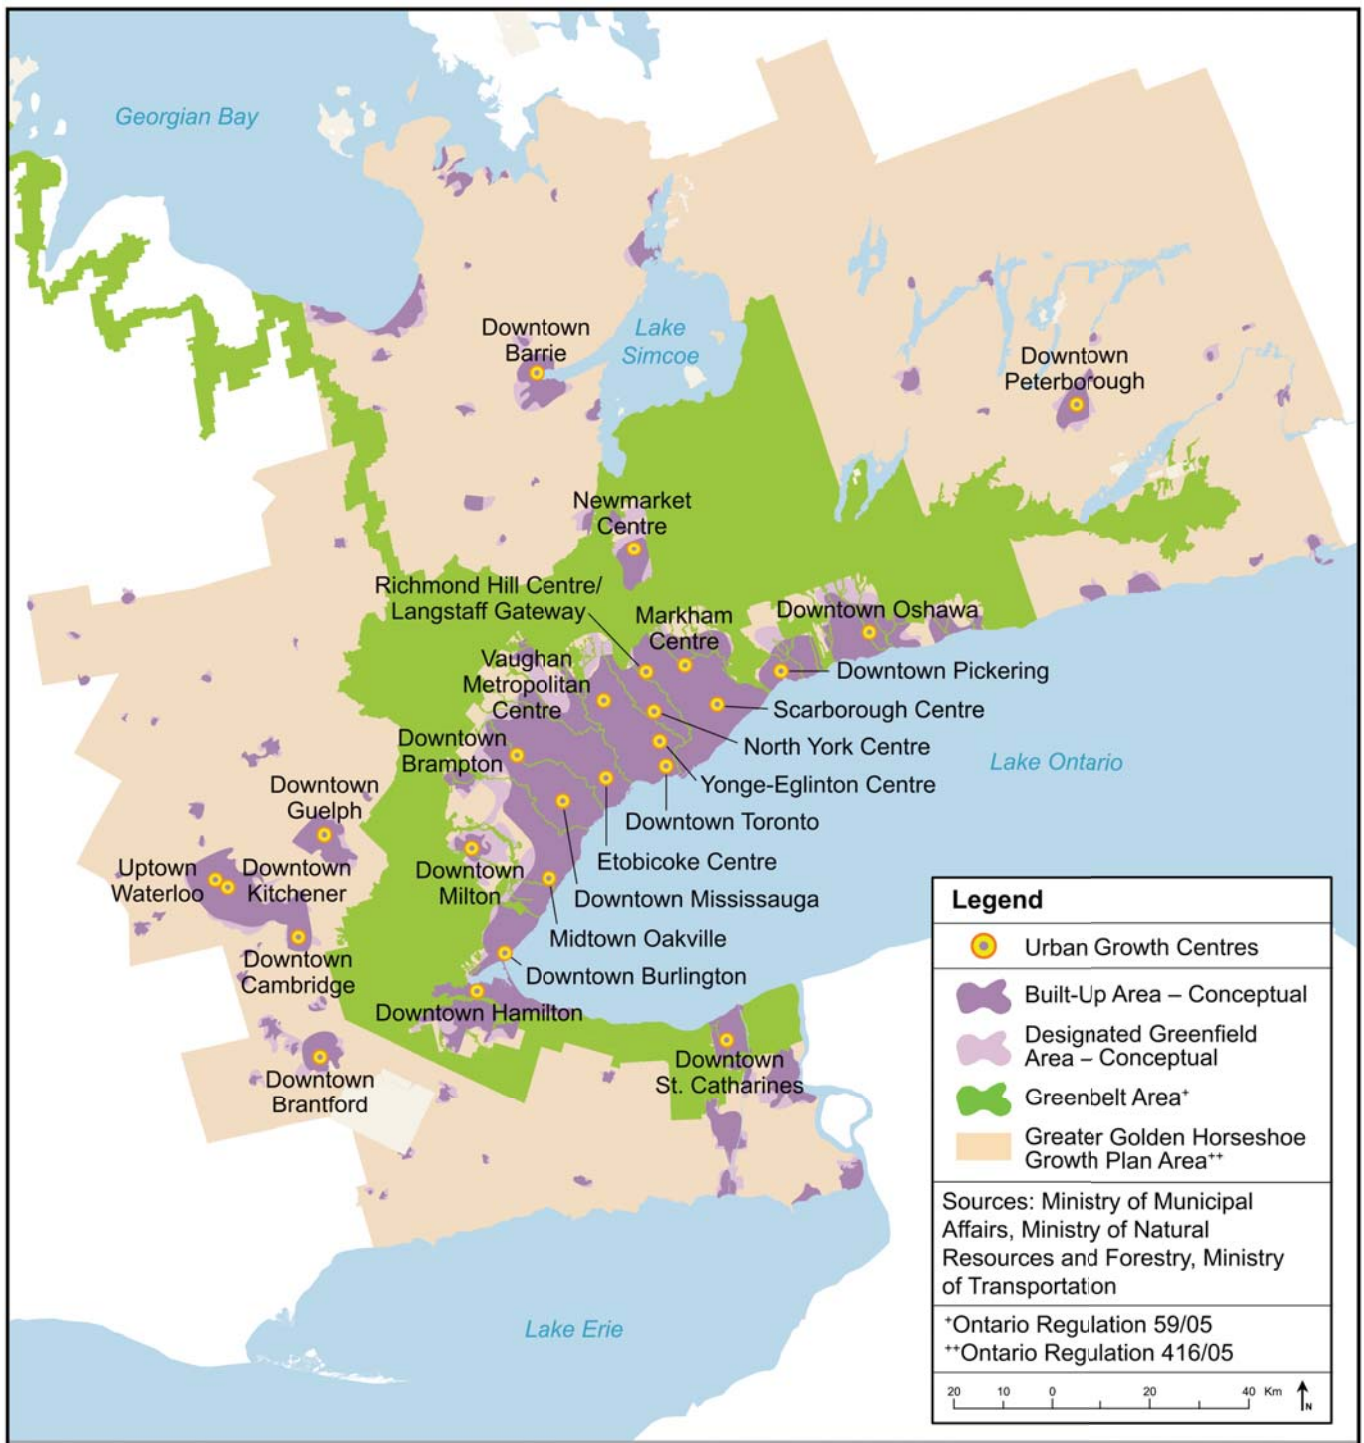 Georgian Bay
Downtown
Barrie
Lake
Simcoe
Downtown
Peterborough
Newmarket
Centre
Richmond Hill Centre/
Langstaff Gateway
Markham
Centre
Downtown Oshawa
Vaughan
Metropolitan
Centre
Downtown Pickering
Scarborough Centre
Downtown
Brampton
North York Centre
Lake Ontario
Yonge-Eglinton Centre
Downtown
Guelph
Downtown Toronto
Etobicoke Centre
Uptown
Waterloo
Downtown
Kitchener
Downtown
Milton
Downtown Mississauga
Midtown Oakville
Downtown
Cambridge
Downtown Burlington
Downtown Hamilton
Downtown
St. Catharines
Downtown
Brantford
Lake Erie
Legend
Urban Growth Centres
Built-Up Area – Conceptual
Designated Greenfield
Area – Conceptual
Greenbelt Area+
Greater Golden Horseshoe
Growth Plan Area++
Sources: Ministry of Municipal
Affairs, Ministry of Natural
Resources and Forestry, Ministry
of Transportation
+Ontario Regulation 59/05
++Ontario Regulation 416/05
20 10 0 20 40 Km
N